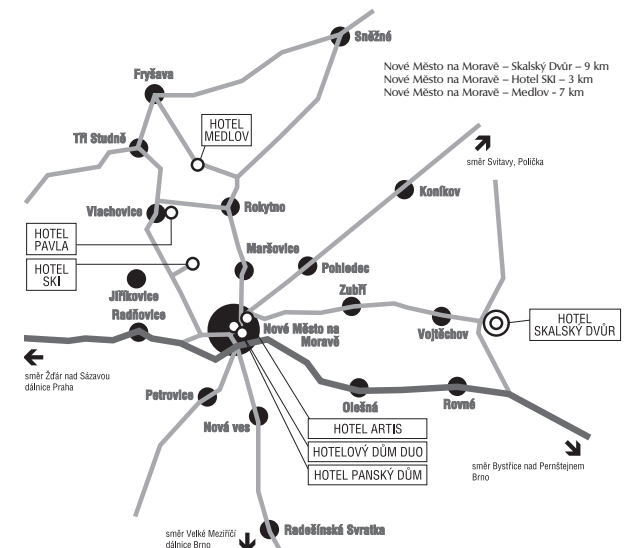 Sněžné
Nové Město na Moravě – Skalský Dvůr – 9 km
Nové Město na Moravě – Hotel SKI – 3 km
Nové Město na Moravě – Medlov - 7 km
Fryšava
HOTEL
MEDLOV
Tři Studně
směr Svitavy, Polička
Koníkov
Vlachovice
Rokytno
HOTEL
PAVLA
Maršovice
HOTEL
SKI
Pohledec
Jiříkovice
Zubří
Radňovice
Nové Město na
Moravě
Vojtěchov
HOTEL
SKALSKÝ DVŮR
směr Žďár nad Sázavou
dálnice Praha
Petrovice
Olešná
Rovné
Nová ves
HOTEL ARTIS
HOTELOVÝ DŮM DUO
HOTEL PANSKÝ DŮM
směr Bystřice nad Pernštejnem
Brno
směr Velké Meziříčí
dálnice Brno
Radešínská Svratka